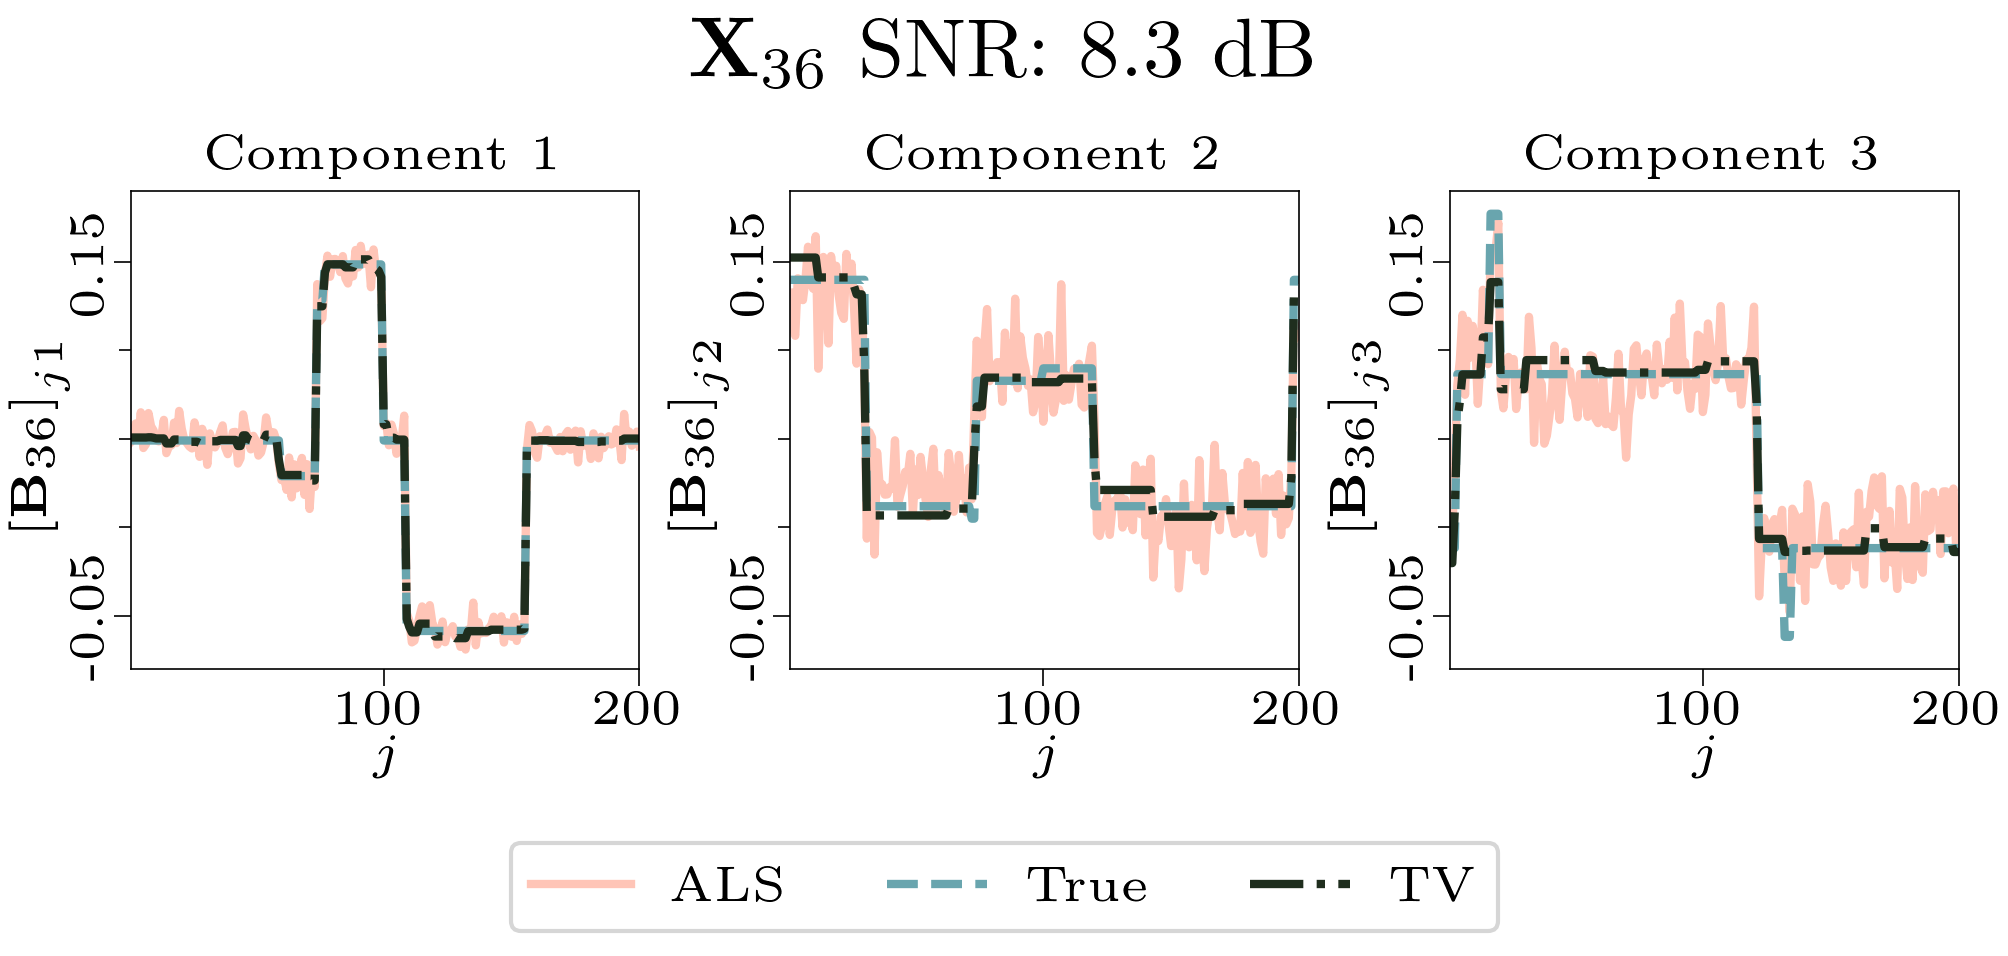 X36 SNR: 8.3 dB
Component 1
Component 2
Component 3
[B36]j1
0.15
-0.05
100
200
j
[B36]j2
0.15
-0.05
100
200
j
[B36]j3
0.15
-0.05
100
200
j
ALS
True
TV